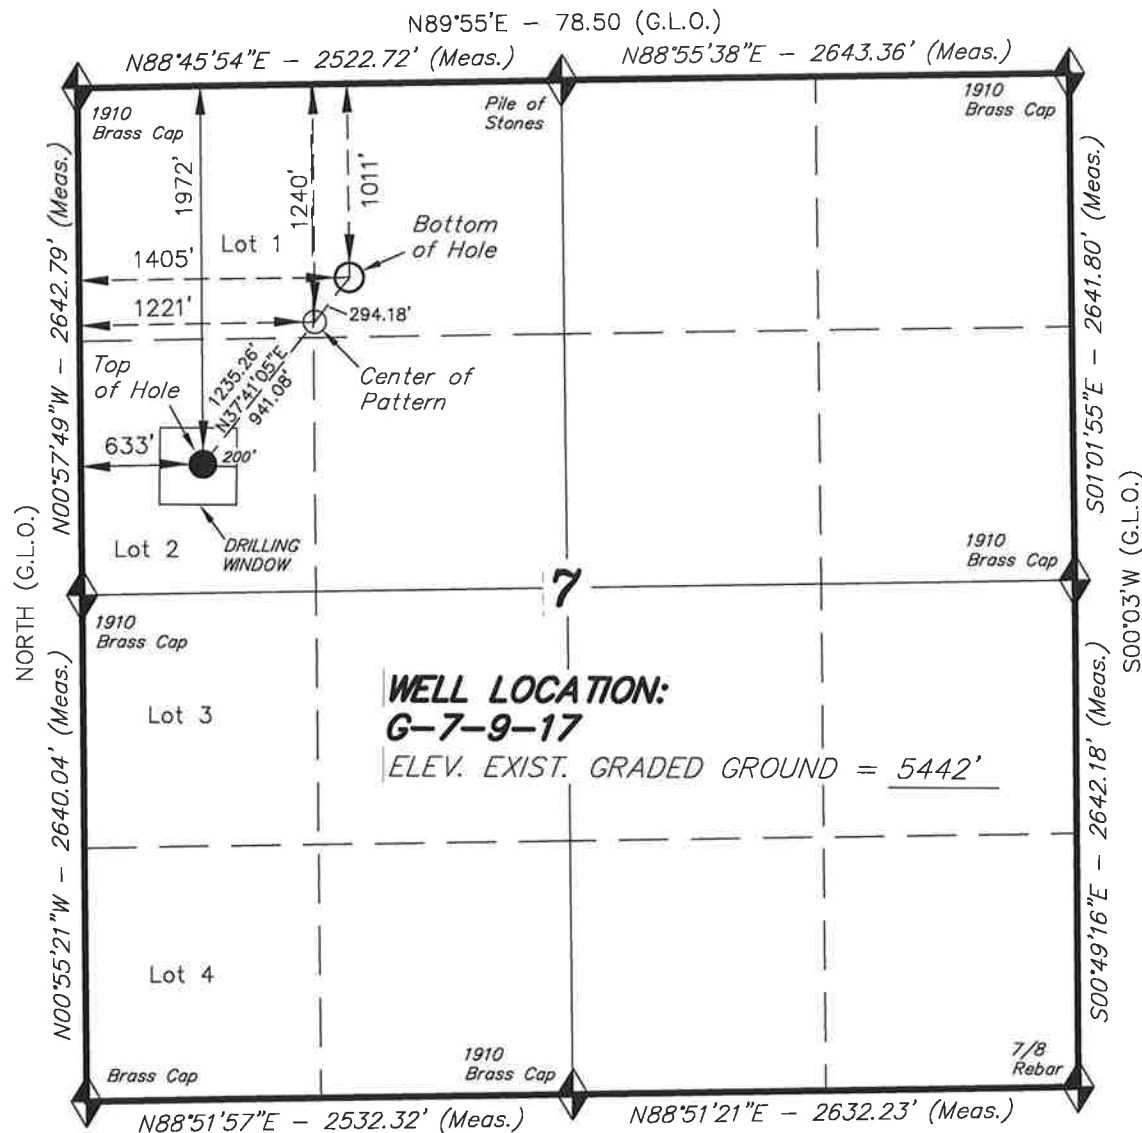 N89°55'E - 78.50 (G.L.O.)
N88°45'54"E - 2522.72' (Meas.)
N88°55'38"E - 2643.36' (Meas.)
1910
Brass Cap
Pile of
Stones
1910
Brass Cap
N00°57'49"W - 2642.79' (Meas.)
1972'
1240'
1011'
S01°01'55"E - 2641.80' (Meas.)
Lot 1
Bottom
of Hole
1405'
1221'
294.18'
Top
of Hole
1235.26'
N37°41'05"E
941.08'
Center of
Pattern
633'
200'
Lot 2
DRILLING
WINDOW
1910
Brass Cap
NORTH (G.L.O.)
S00°03'W (G.L.O.)
7
1910
Brass Cap
WELL LOCATION:
G-7-9-17
ELEV. EXIST. GRADED GROUND = 5442'
Lot 3
N00°55'21"W - 2640.04' (Meas.)
S00°49'16"E - 2642.18' (Meas.)
Lot 4
Brass Cap
1910
Brass Cap
7/8
Rebar
N88°51'57"E - 2532.32' (Meas.)
N88°51'21"E - 2632.23' (Meas.)